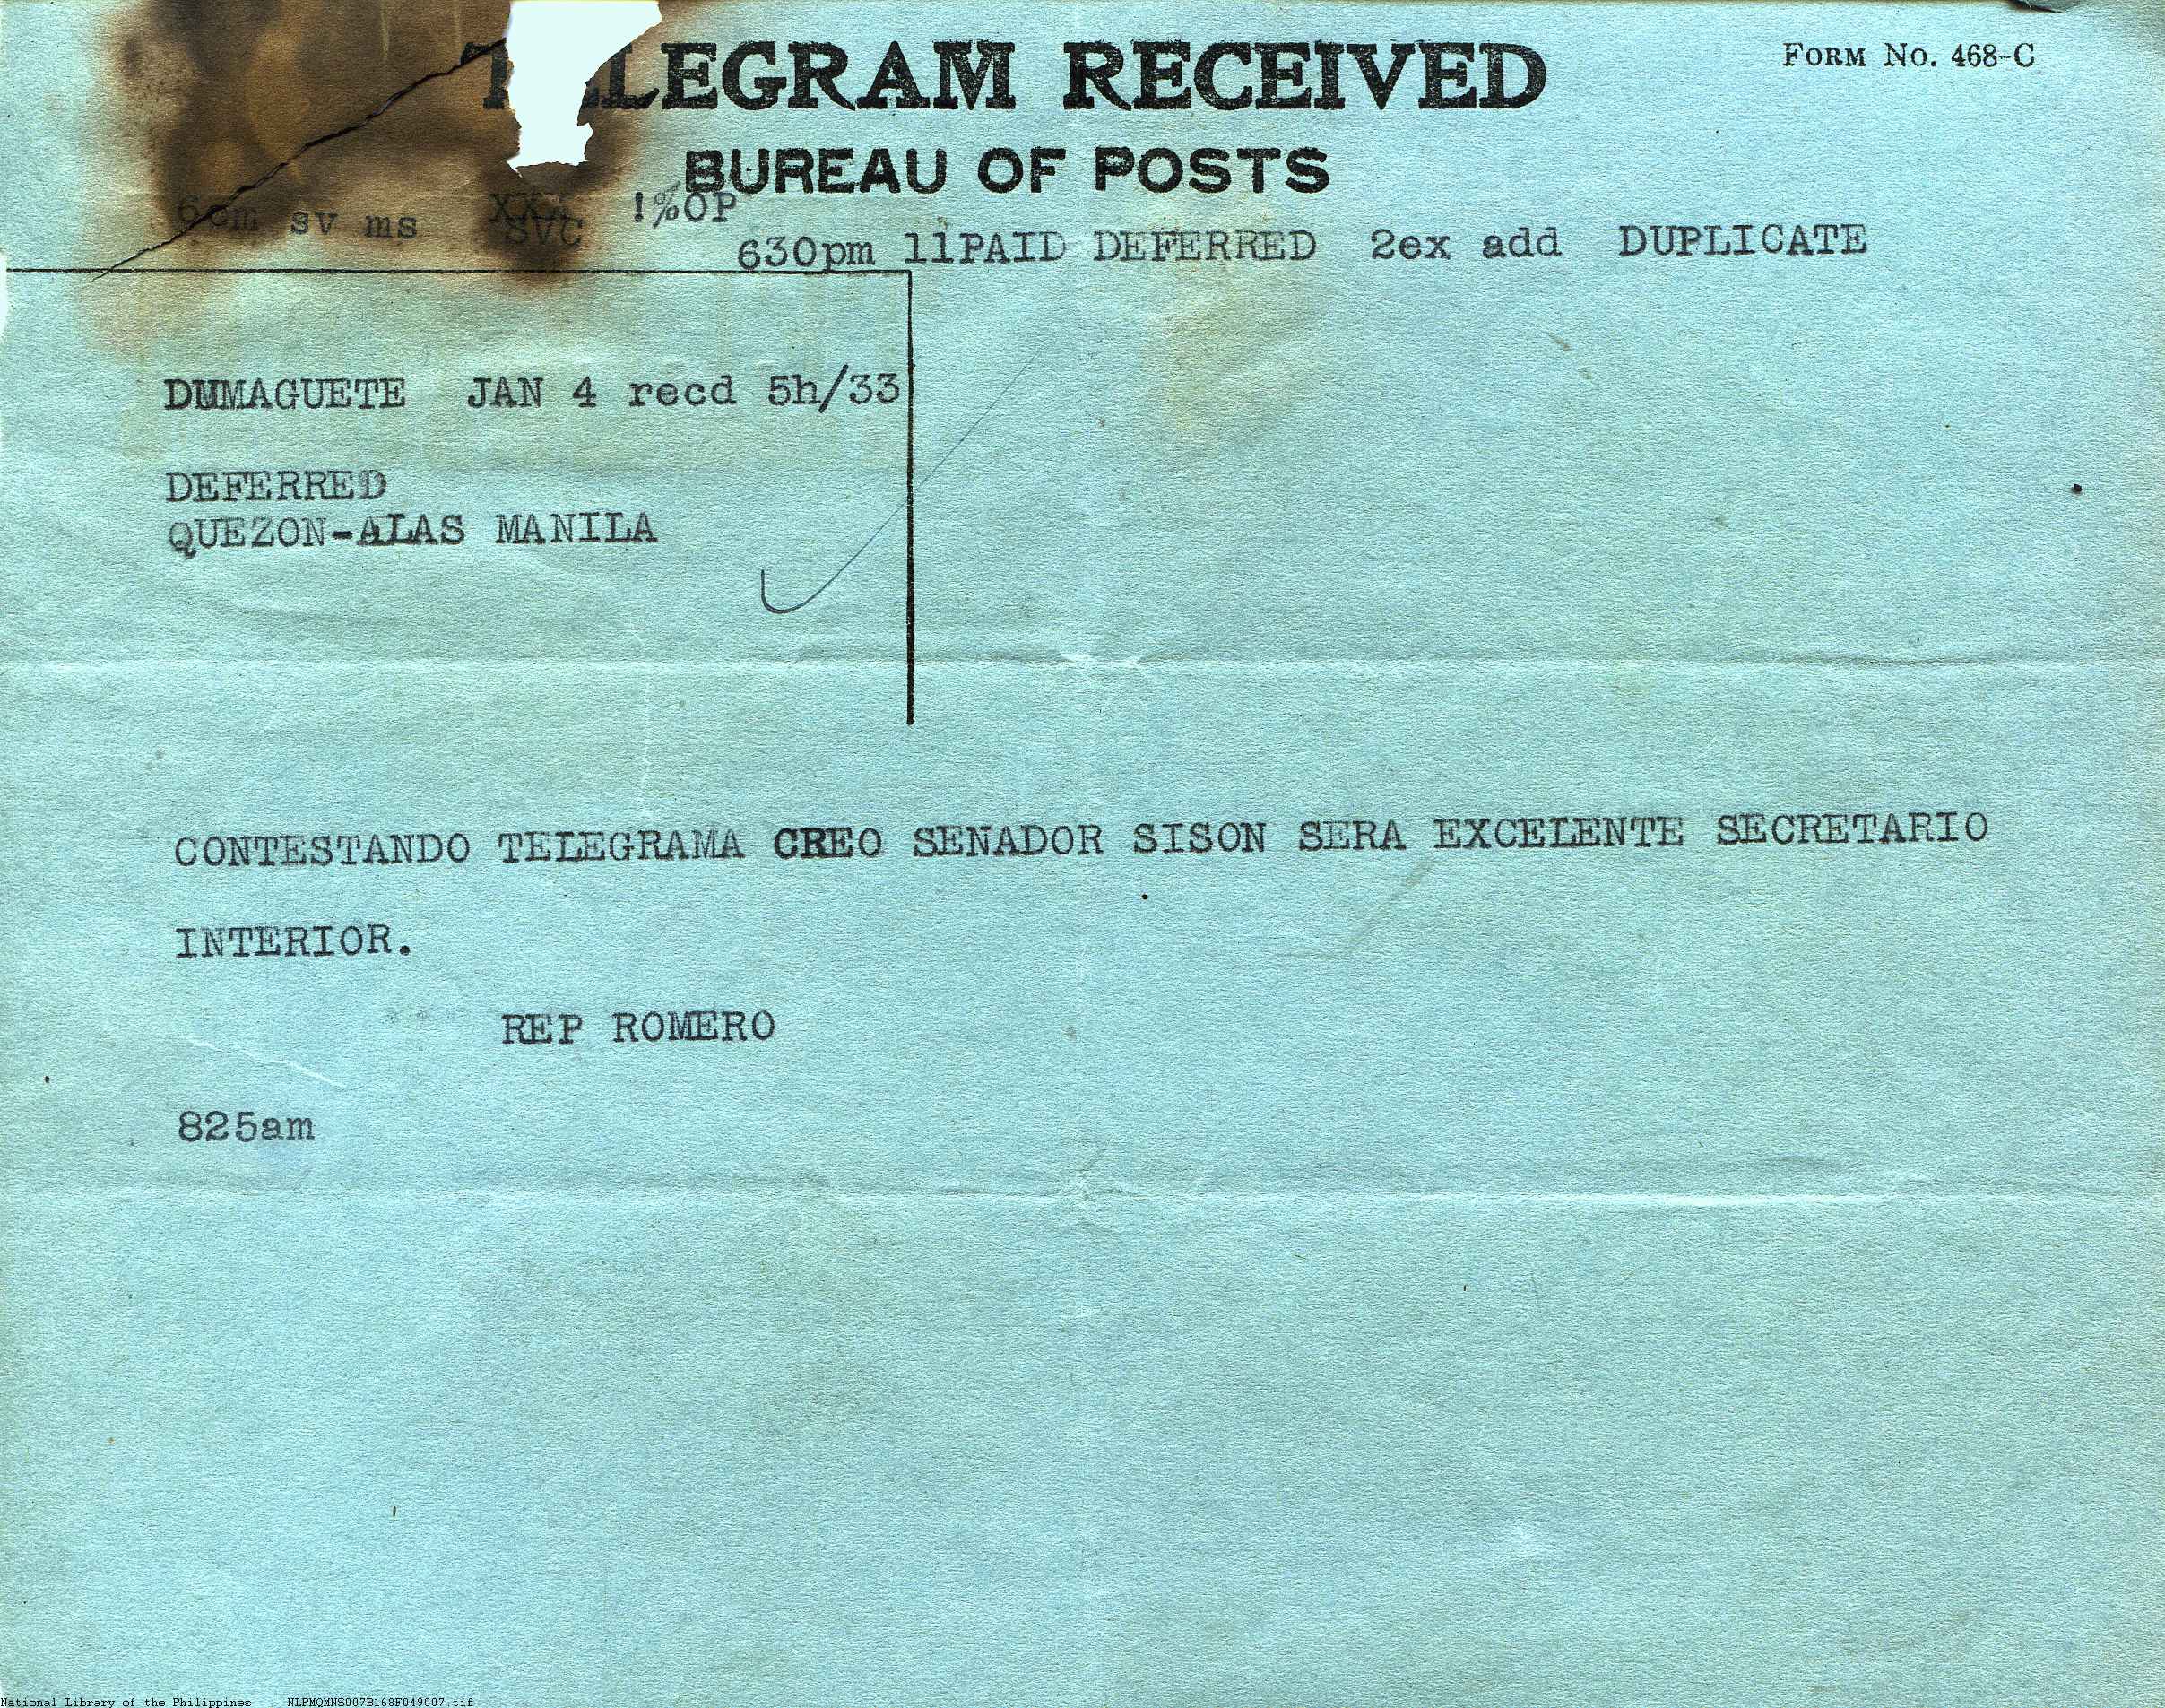 TELEGRAM RECEIVED
FORM No. 468-C
BUREAU OF POSTS
sv ms SVC !%OP
630pm 11PAID DEFERRED 2ex add DUPLICATE
DUMAGUETE JAN 4 recd 5h/33
DEFERRED
QUEZON-ALAS MANILA
CONTESTANDO TELEGRAMA CREO SENADOR SISON SERA EXCELENTE SECRETARIO
INTERIOR.
REP ROMERO
825am
National Library of the Philippines NLPMQMNS007B168F049007.tif